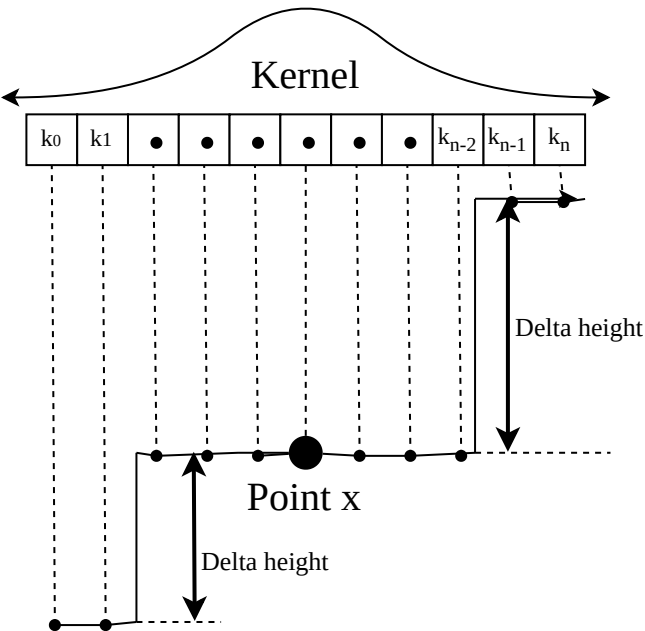 Kernel
k0 k1 kn-2 kn-1 kn
Delta height
Point x
Delta height